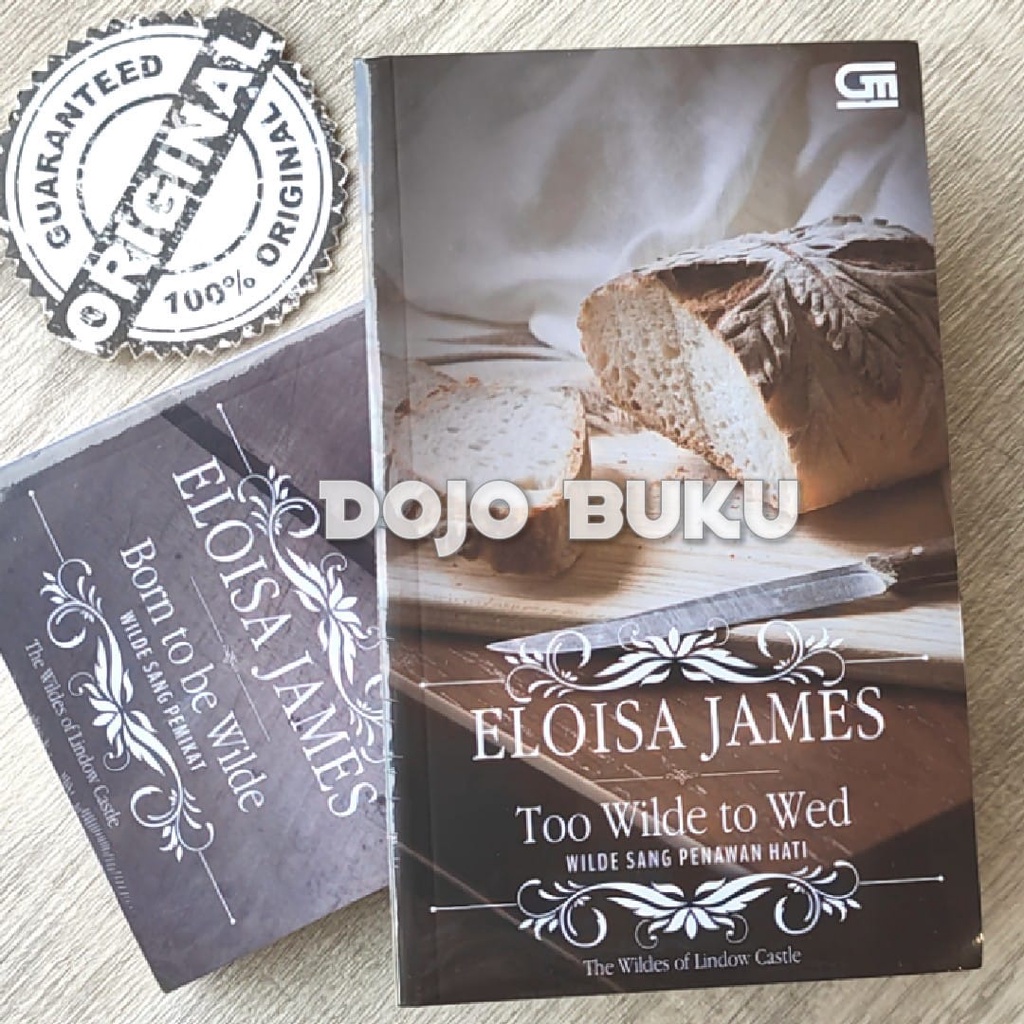 GUARANTEED
ORIGINAL
100% ORIGINAL
GM
DOJO BUKU
ELOISA JAMES
Too Wilde to Wed
WILDE SANG PENAWAN HATI
The Wildes of Lindow Castle
ELOISA JAMES
Born to be Wilde
WILDE SANG PEMIKAT
The Wildes of Lindow Castle